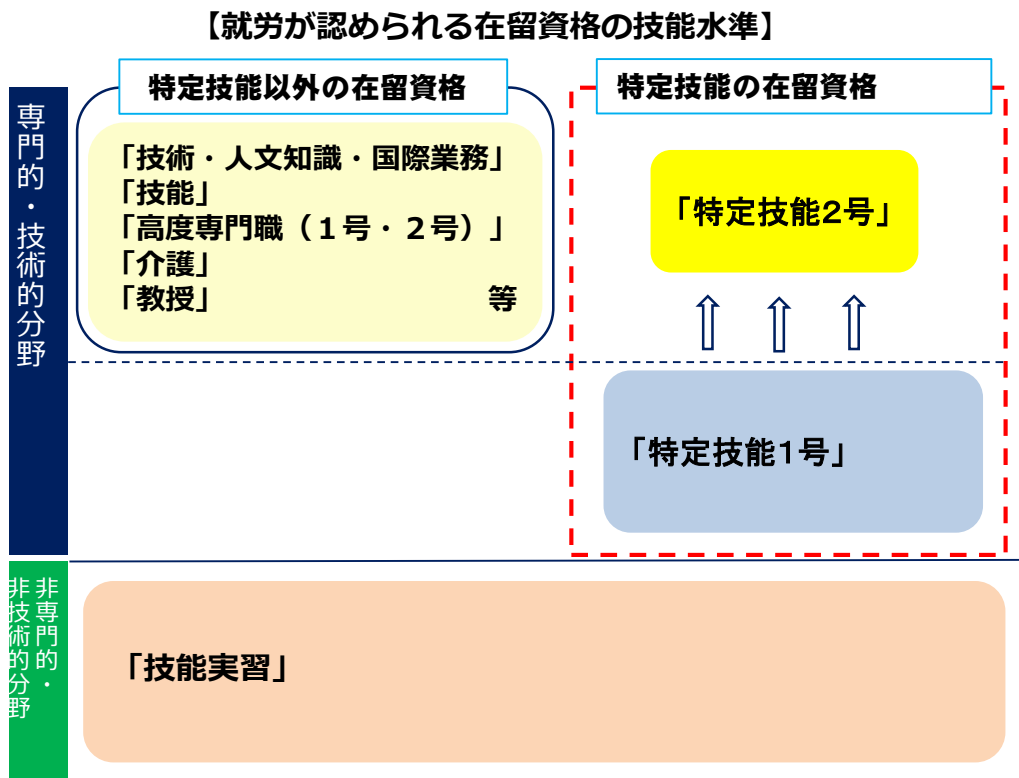 【就労が認められる在留資格の技能水準】
特定技能以外の在留資格
特定技能の在留資格
専門的・技術的分野
「技術・人文知識・国際業務」
「技能」
「高度専門職（１号・２号）」
「介護」
「教授」 等
「特定技能２号」
「特定技能１号」
非専門的・
非技術的分野
「技能実習」